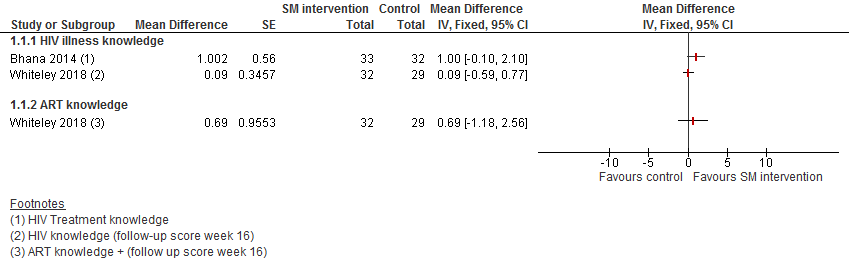 SM intervention Control Mean Difference Mean Difference
Study or Subgroup Mean Difference SE Total Total IV, Fixed, 95% CI IV, Fixed, 95% CI
1.1.1 HIV illness knowledge
Bhana 2014 (1) 1.002 0.56 33 32 1.00 [-0.10, 2.10]
Whiteley 2018 (2) 0.09 0.3457 32 29 0.09 [-0.59, 0.77]
1.1.2 ART knowledge
Whiteley 2018 (3) 0.69 0.9553 32 29 0.69 [-1.18, 2.56]
-10 -5 0 5 10
Favours control Favours SM intervention
Footnotes
(1) HIV Treatment knowledge
(2) HIV knowledge (follow-up score week 16)
(3) ART knowledge + (follow up score week 16)